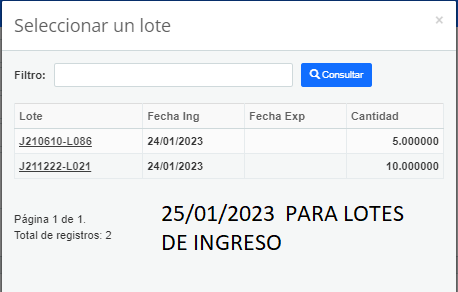 Seleccionar un lote ×
Filtro: Consultar
Lote Fecha Ing Fecha Exp Cantidad
J210610-L086 24/01/2023 5.000000
J211222-L021 24/01/2023 10.000000
Página 1 de 1.
Total de registros: 2
25/01/2023 PARA LOTES
DE INGRESO